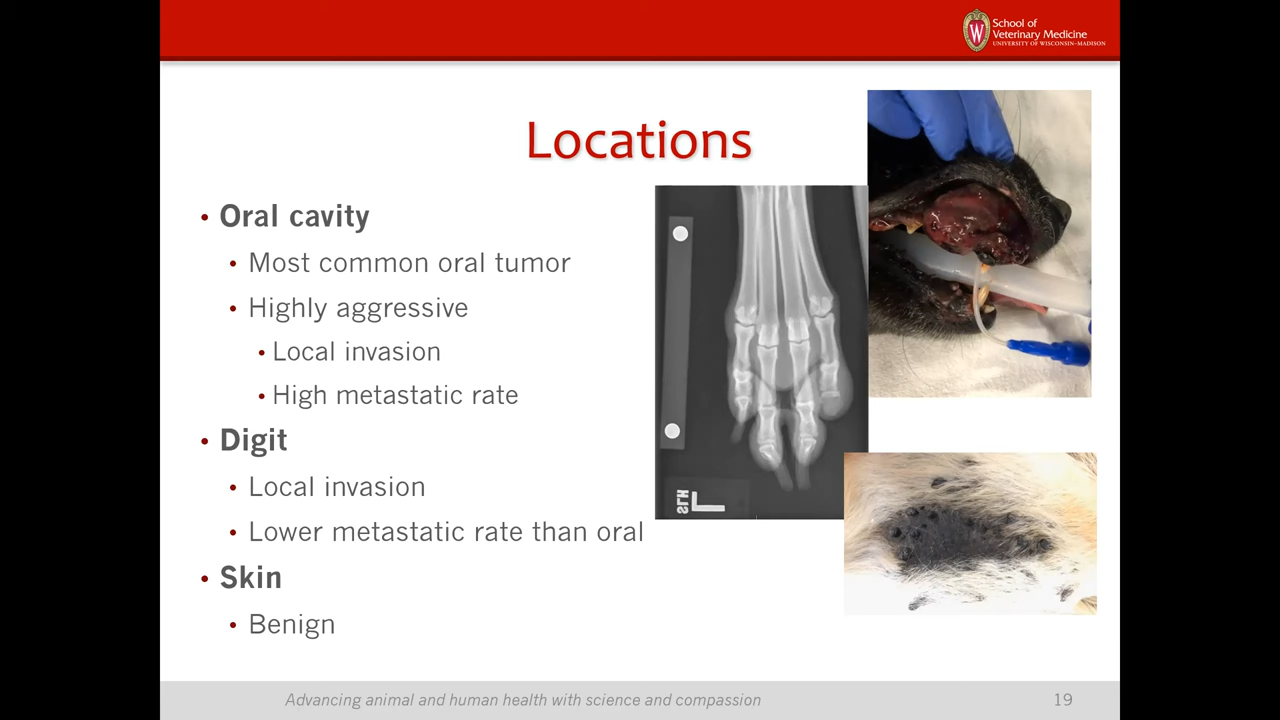 School of
Veterinary Medicine
UNIVERSITY OF WISCONSIN-MADISON
Locations
• Oral cavity
• Most common oral tumor
• Highly aggressive
• Local invasion
• High metastatic rate
• Digit
• Local invasion
• Lower metastatic rate than oral
• Skin
• Benign
SLH
L
Advancing animal and human health with science and compassion
19